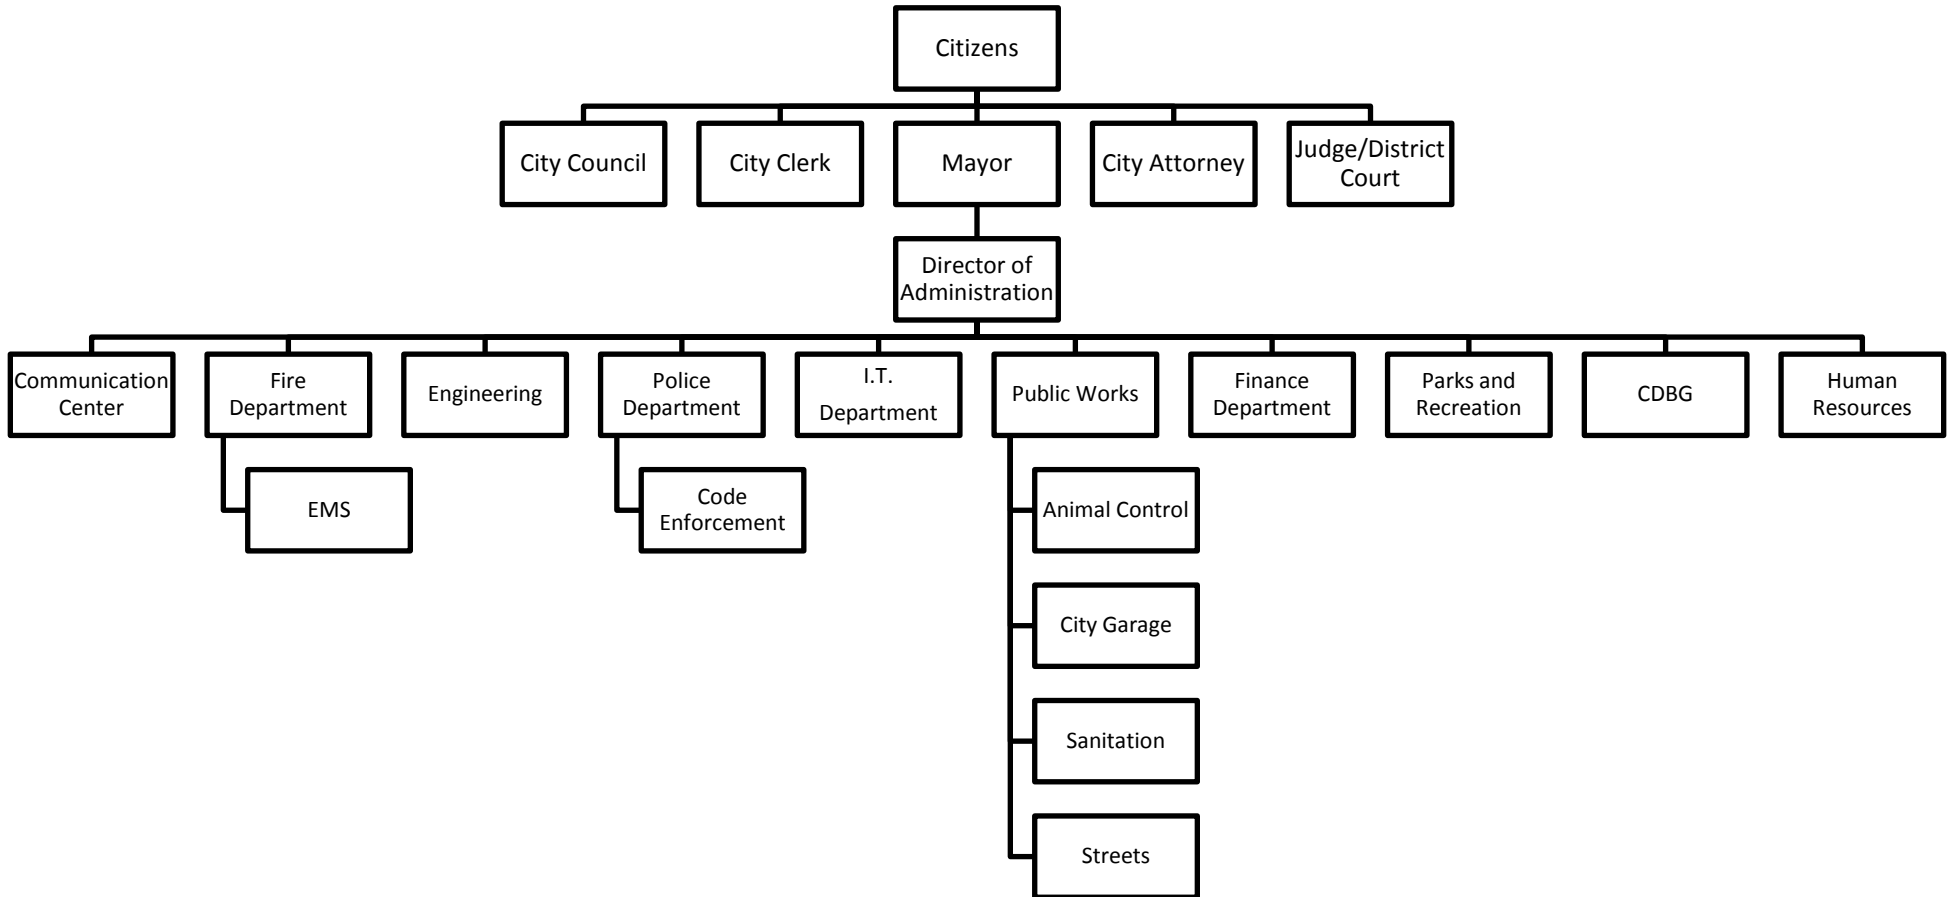 Citizens
City Council
City Clerk
Mayor
City Attorney
Judge/District
Court
Director of
Administration
Communication
Center
Fire
Department
Engineering
Police
Department
I.T.
Department
Public Works
Finance
Department
Parks and
Recreation
CDBG
Human
Resources
EMS
Code
Enforcement
Animal Control
City Garage
Sanitation
Streets